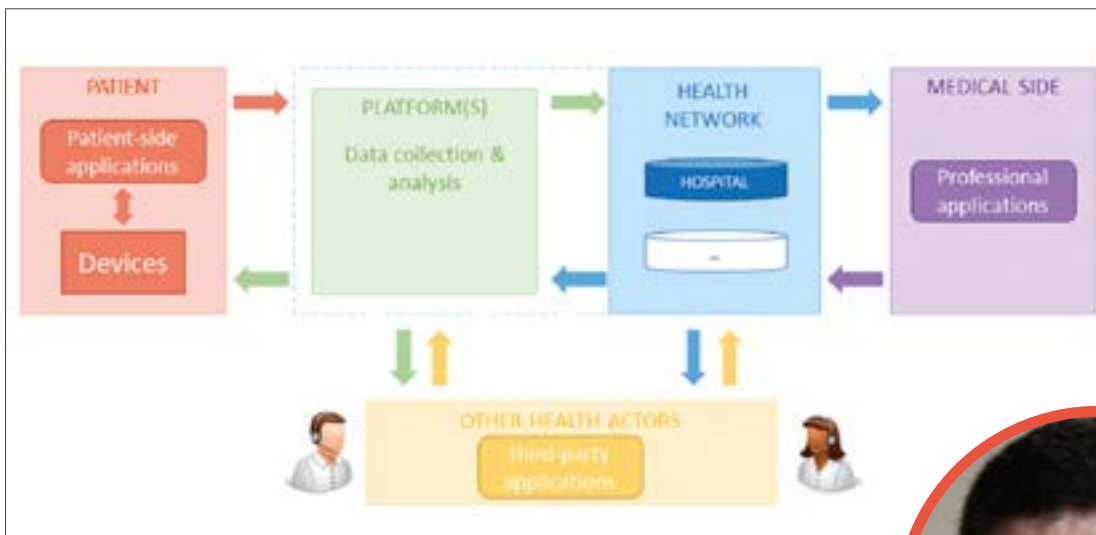 PATIENT
Patient-side
applications
Devices
PLATFORM(S)
Data collection &
analysis
HEALTH
NETWORK
HOSPITAL
...
MEDICAL SIDE
Professional
applications
OTHER HEALTH ACTORS
Third-party
applications